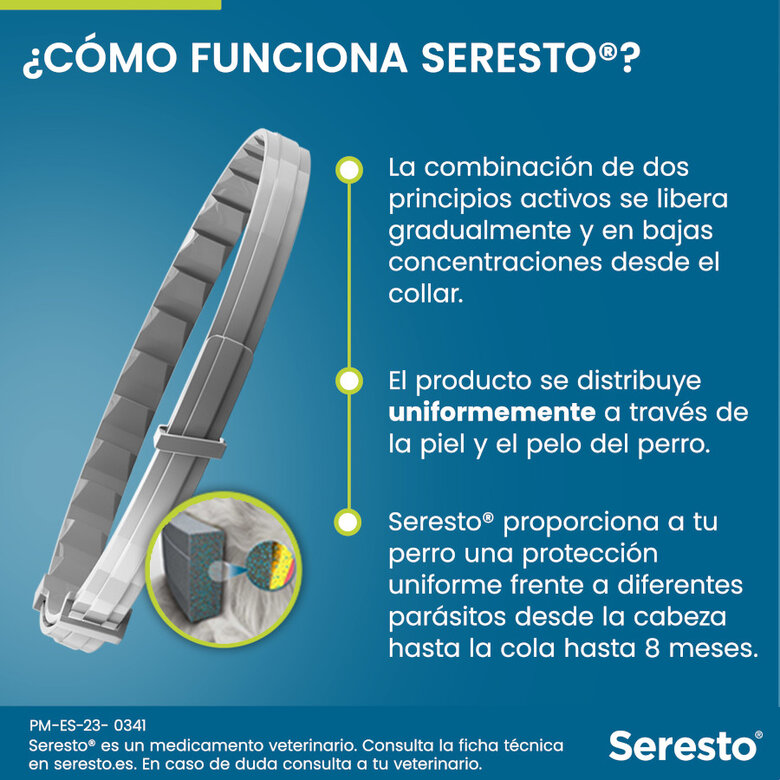 ¿CÓMO FUNCIONA SERESTO®?
La combinación de dos
principios activos se libera
gradualmente y en bajas
concentraciones desde el
collar.
El producto se distribuye
uniformemente a través de
la piel y el pelo del perro.
Seresto® proporciona a tu
perro una protección
uniforme frente a diferentes
parásitos desde la cabeza
hasta la cola hasta 8 meses.
PM-ES-23- 0341
Seresto® es un medicamento veterinario. Consulta la ficha técnica
en seresto.es. En caso de duda consulta a tu veterinario.
Seresto®